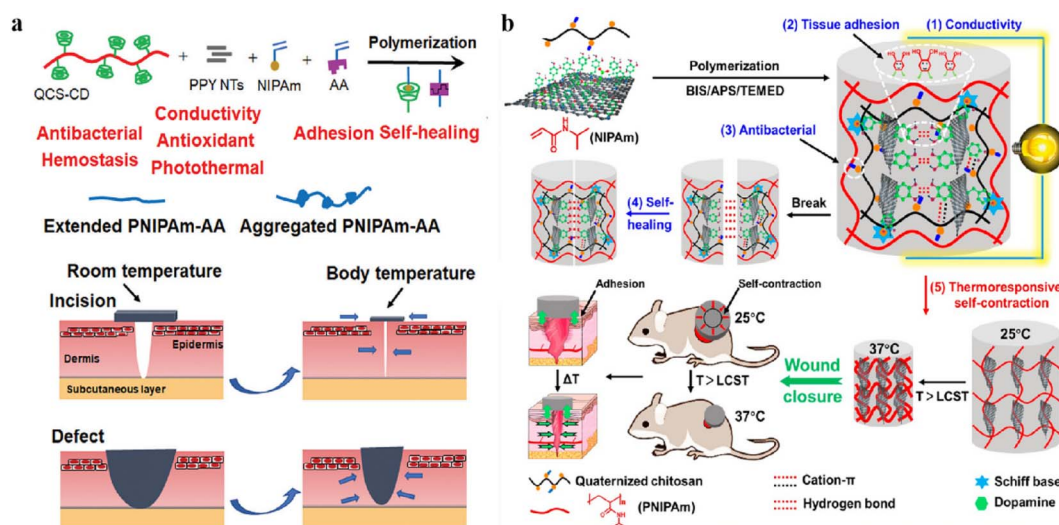 a
QCS-CD
+
PPY NTs
+
NIPAm
+
AA
Polymerization
Antibacterial
Hemostasis
Conductivity
Antioxidant
Photothermal
Adhesion Self-healing
Extended PNIPAm-AA
Aggregated PNIPAm-AA
Room temperature
Body temperature
Incision
Epidermis
Dermis
Subcutaneous layer
Defect
b
(NIPAm)
Polymerization
BIS/APS/TEMED
(2) Tissue adhesion
(1) Conductivity
(3) Antibacterial
Break
(4) Self-
healing
(5) Thermoresponsive
self-contraction
Adhesion
Self-contraction
25°C
ΔT
T > LCST
37°C
Wound
closure
37°C
T > LCST
25°C
Quaternized chitosan
(PNIPAm)
Cation-π
Hydrogen bond
Schiff base
Dopamine